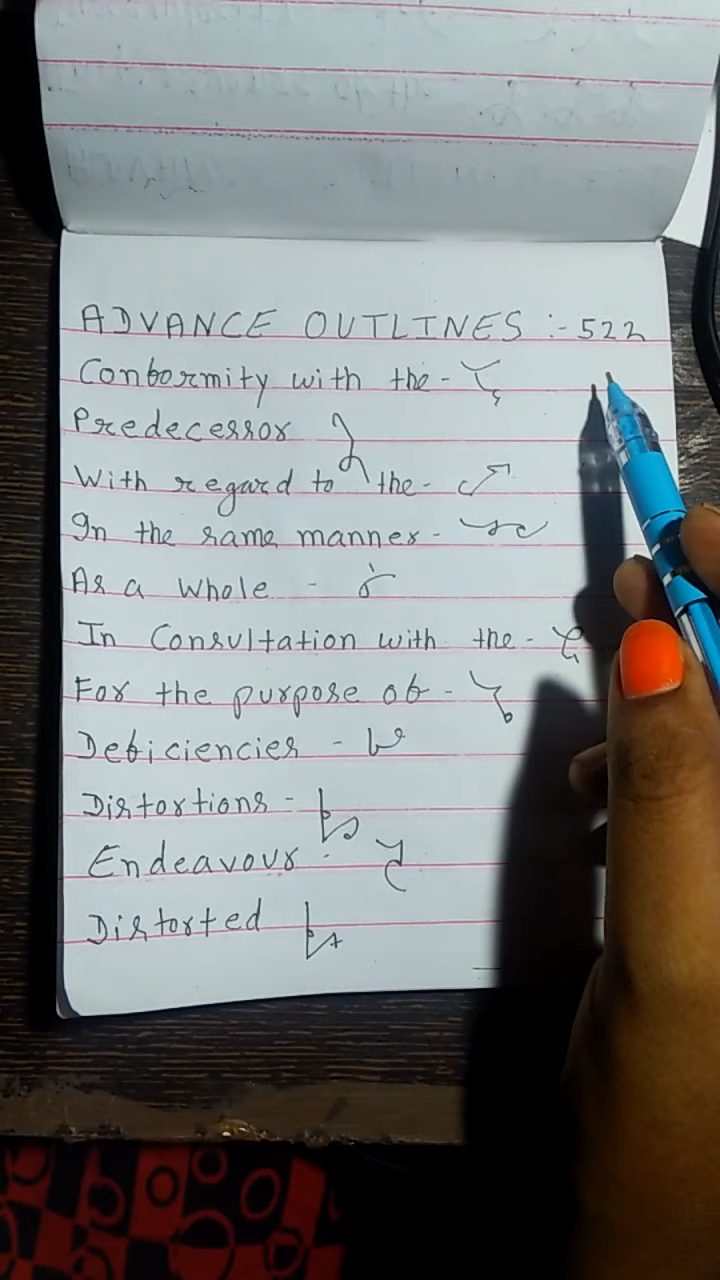 ADVANCE OUTLINES :- 522
Conformity with the -
Predecessor
With regard to the -
In the same manner -
As a whole -
In Consultation with the -
For the purpose of -
Deficiencies -
Distortions -
Endeavour -
Distorted